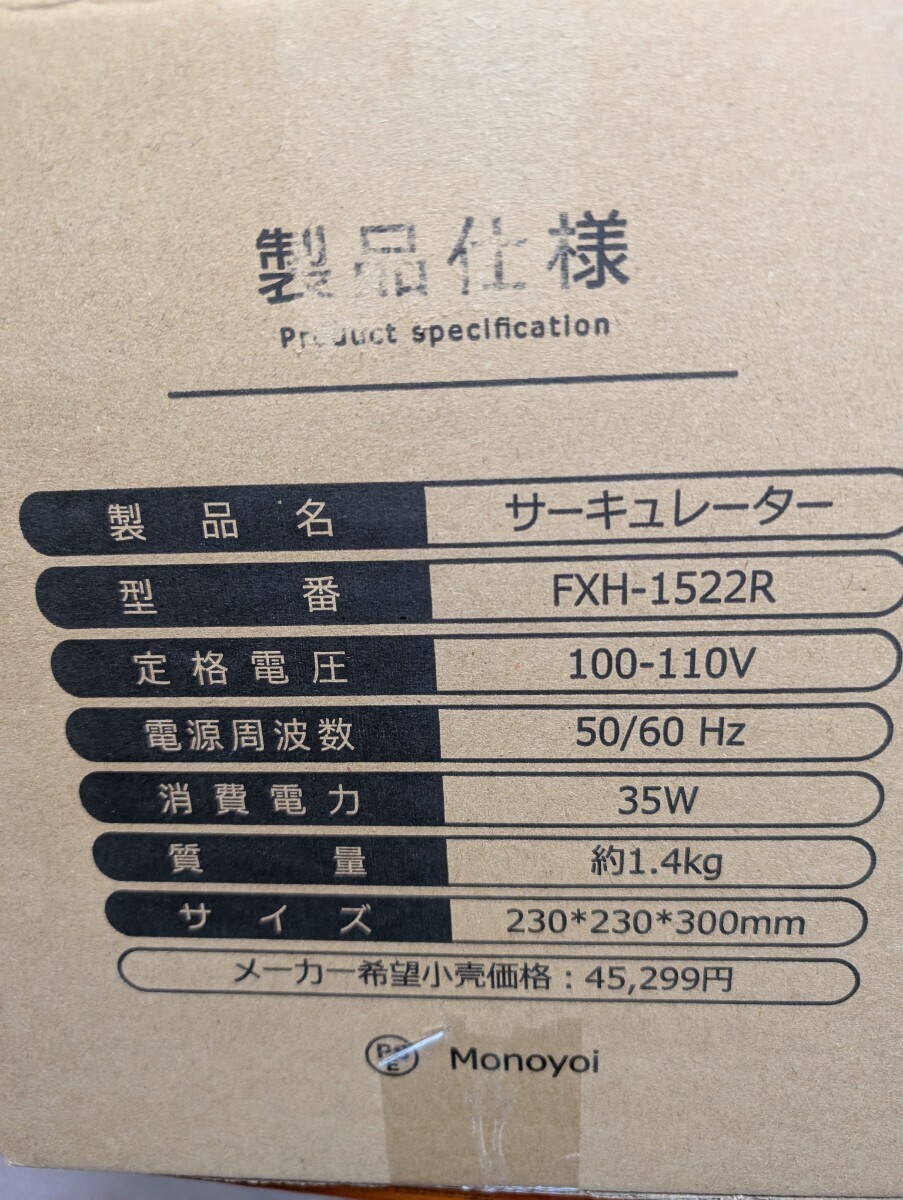 製品仕様
Product specification
製品名 サーキュレーター
型番 FXH-1522R
定格電圧 100-110V
電源周波数 50/60 Hz
消費電力 35W
質量 約1.4kg
サイズ 230*230*300mm
メーカー希望小売価格：45,299円
PSE Monoyoi